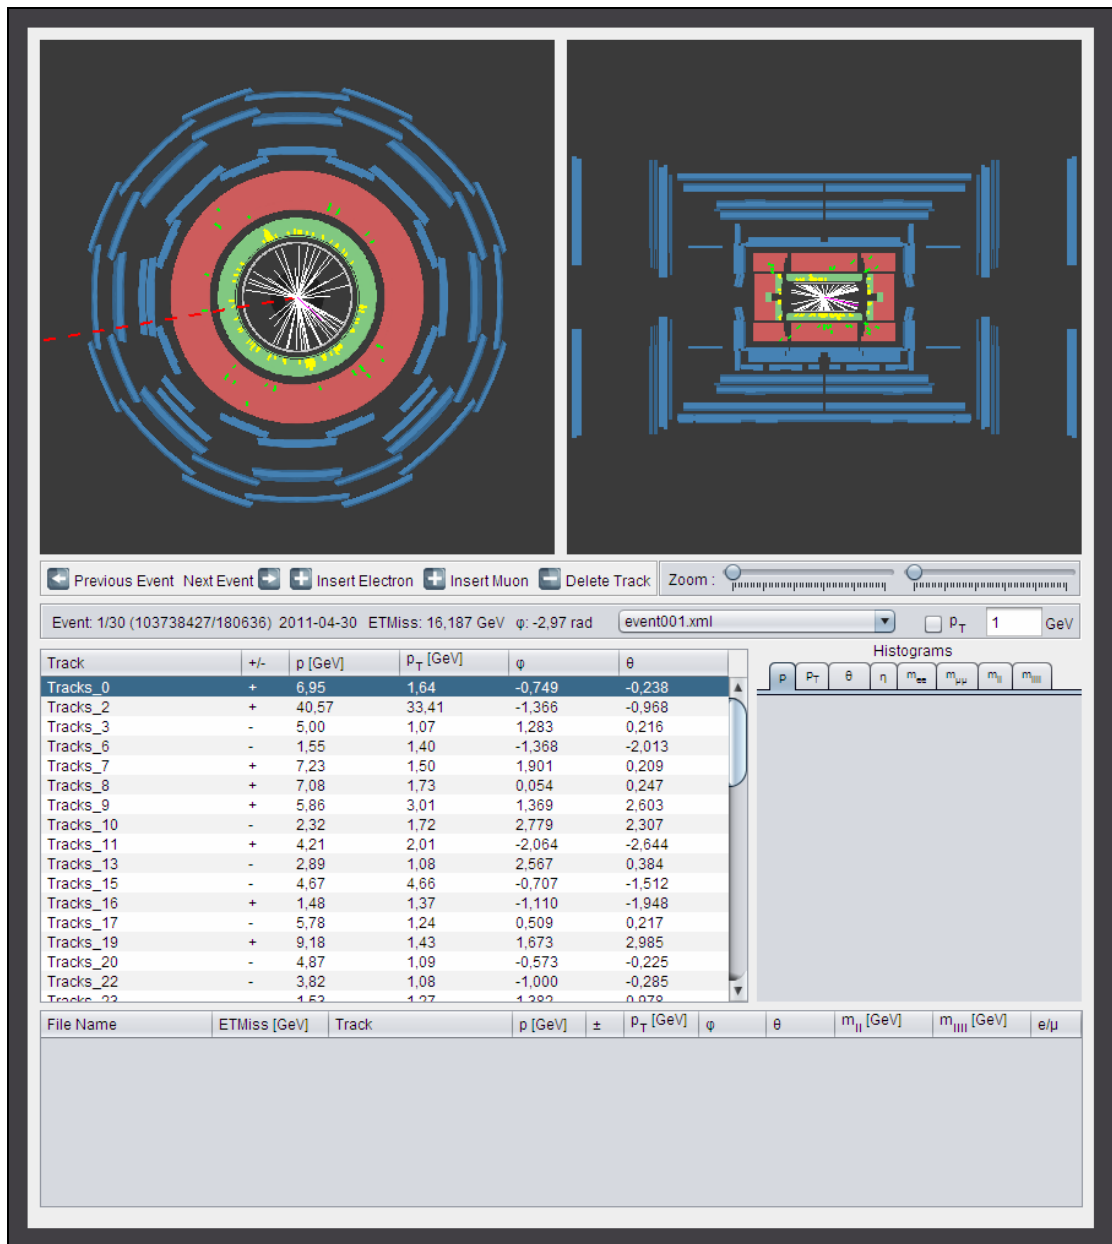 Previous Event Next Event Insert Electron Insert Muon Delete Track Zoom :
Event: 1/30 (103738427/180636) 2011-04-30 ETMiss: 16,187 GeV φ: -2,97 rad event001.xml pT 1 GeV
Histograms
p pT θ η mee mμμ mll mllll
Track +/- p [GeV] pT [GeV] φ θ
Tracks_0 + 6,95 1,64 -0,749 -0,238
Tracks_2 + 40,57 33,41 -1,366 -0,968
Tracks_3 - 5,00 1,07 1,283 0,216
Tracks_6 - 1,55 1,40 -1,368 -2,013
Tracks_7 + 7,23 1,50 1,901 0,209
Tracks_8 + 7,08 1,73 0,054 0,247
Tracks_9 + 5,86 3,01 1,369 2,603
Tracks_10 - 2,32 1,72 2,779 2,307
Tracks_11 + 4,21 2,01 -2,064 -2,644
Tracks_13 - 2,89 1,08 2,567 0,384
Tracks_15 - 4,67 4,66 -0,707 -1,512
Tracks_16 + 1,48 1,37 -1,110 -1,948
Tracks_17 - 5,78 1,24 0,509 0,217
Tracks_19 + 9,18 1,43 1,673 2,985
Tracks_20 - 4,87 1,09 -0,573 -0,225
Tracks_22 - 3,82 1,08 -1,000 -0,285
Tracks_23 1,53 1,27 1,382 0,978
File Name ETMiss [GeV] Track p [GeV] ± pT [GeV] φ θ mll [GeV] mllll [GeV] e/μ